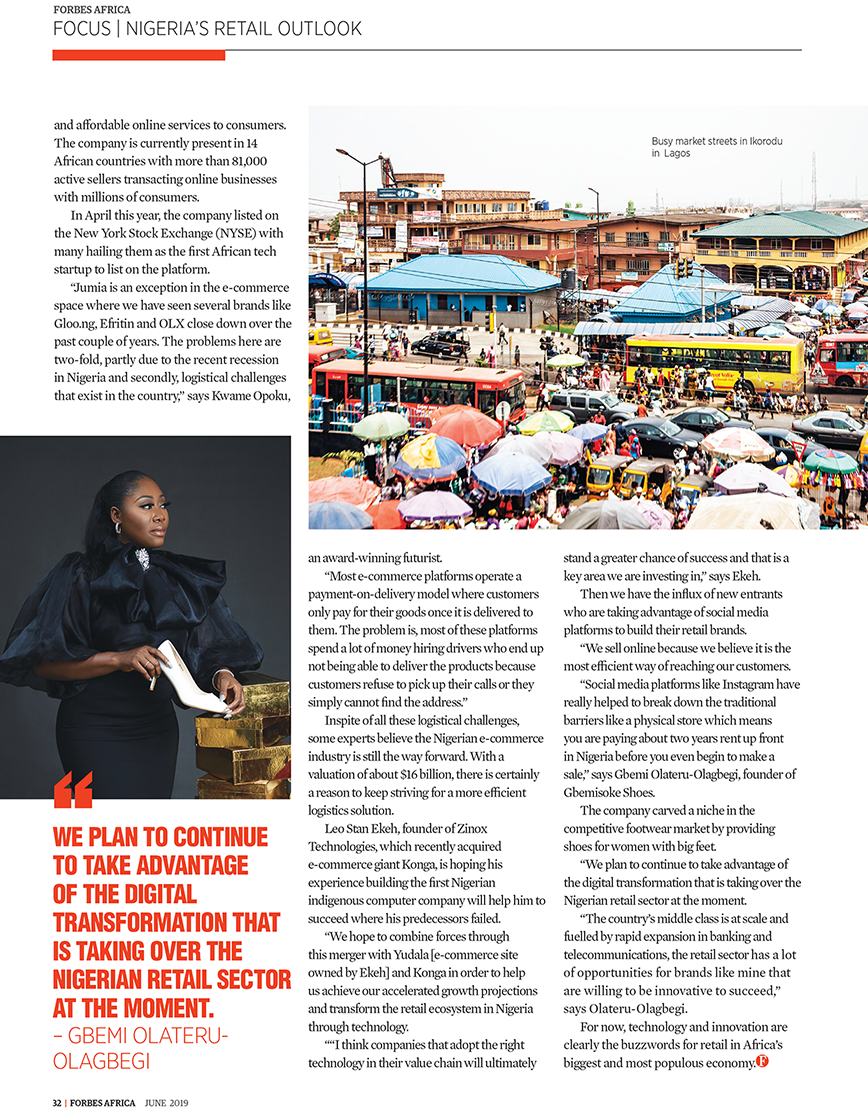 FORBES AFRICA
FOCUS | NIGERIA'S RETAIL OUTLOOK
and affordable online services to consumers.
The company is currently present in 14
African countries with more than 81,000
active sellers transacting online businesses
with millions of consumers.
In April this year, the company listed on
the New York Stock Exchange (NYSE) with
many hailing them as the first African tech
startup to list on the platform.
“Jumia is an exception in the e-commerce
space where we have seen several brands like
Gloo.ng, Efritin and OLX close down over the
past couple of years. The problems here are
two-fold, partly due to the recent recession
in Nigeria and secondly, logistical challenges
that exist in the country,” says Kwame Opoku,
Busy market streets in Ikorodu
in Lagos
“
WE PLAN TO CONTINUE
TO TAKE ADVANTAGE
OF THE DIGITAL
TRANSFORMATION THAT
IS TAKING OVER THE
NIGERIAN RETAIL SECTOR
AT THE MOMENT.
– GBEMI OLATERU-
OLAGBEGI
an award-winning futurist.
“Most e-commerce platforms operate a
payment-on-delivery model where customers
only pay for their goods once it is delivered to
them. The problem is, most of these platforms
spend a lot of money hiring drivers who end up
not being able to deliver the products because
customers refuse to pick up their calls or they
simply cannot find the address.”
Inspite of all these logistical challenges,
some experts believe the Nigerian e-commerce
industry is still the way forward. With a
valuation of about $16 billion, there is certainly
a reason to keep striving for a more efficient
logistics solution.
Leo Stan Ekeh, founder of Zinox
Technologies, which recently acquired
e-commerce giant Konga, is hoping his
experience building the first Nigerian
indigenous computer company will help him to
succeed where his predecessors failed.
“We hope to combine forces through
this merger with Yudala [e-commerce site
owned by Ekeh] and Konga in order to help
us achieve our accelerated growth projections
and transform the retail ecosystem in Nigeria
through technology.
““I think companies that adopt the right
technology in their value chain will ultimately
stand a greater chance of success and that is a
key area we are investing in,” says Ekeh.
Then we have the influx of new entrants
who are taking advantage of social media
platforms to build their retail brands.
“We sell online because we believe it is the
most efficient way of reaching our customers.
“Social media platforms like Instagram have
really helped to break down the traditional
barriers like a physical store which means
you are paying about two years rent up front
in Nigeria before you even begin to make a
sale,” says Gbemi Olateru-Olagbegi, founder of
Gbemisoke Shoes.
The company carved a niche in the
competitive footwear market by providing
shoes for women with big feet.
“We plan to continue to take advantage of
the digital transformation that is taking over the
Nigerian retail sector at the moment.
“The country's middle class is at scale and
fuelled by rapid expansion in banking and
telecommunications, the retail sector has a lot
of opportunities for brands like mine that
are willing to be innovative to succeed,”
says Olateru-Olagbegi.
For now, technology and innovation are
clearly the buzzwords for retail in Africa's
biggest and most populous economy. F
32 | FORBES AFRICA JUNE 2019